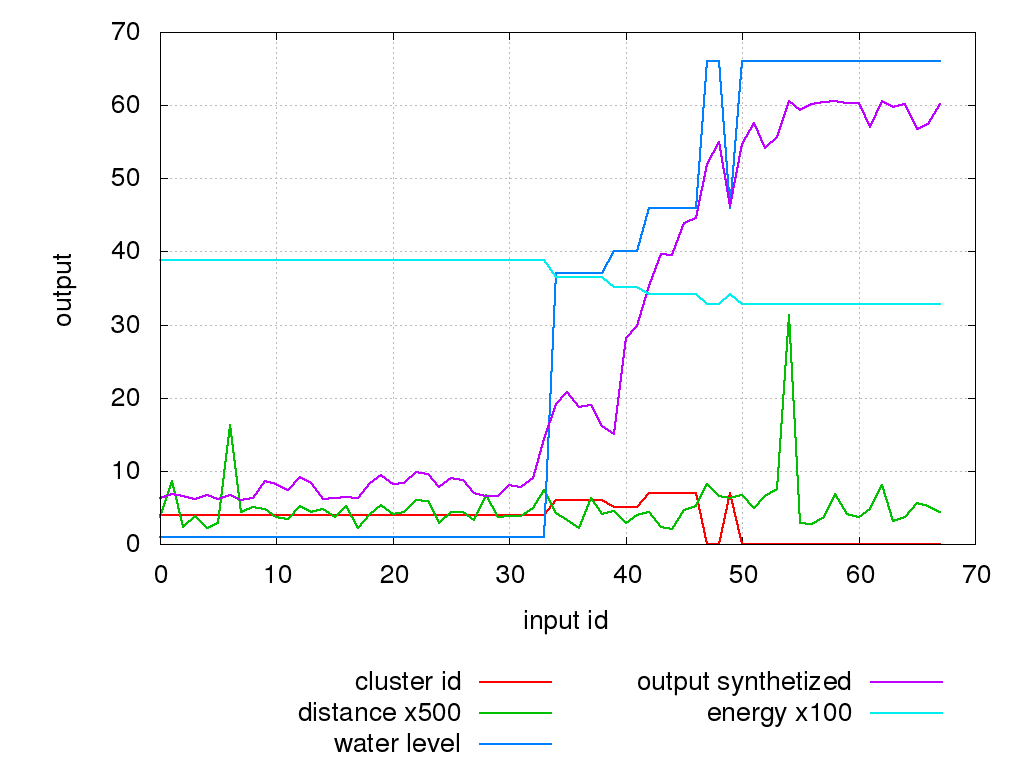 70
60
50
40
30
20
10
0
output
0 10 20 30 40 50 60 70
input id
cluster id
distance x500
water level
output synthetized
energy x100